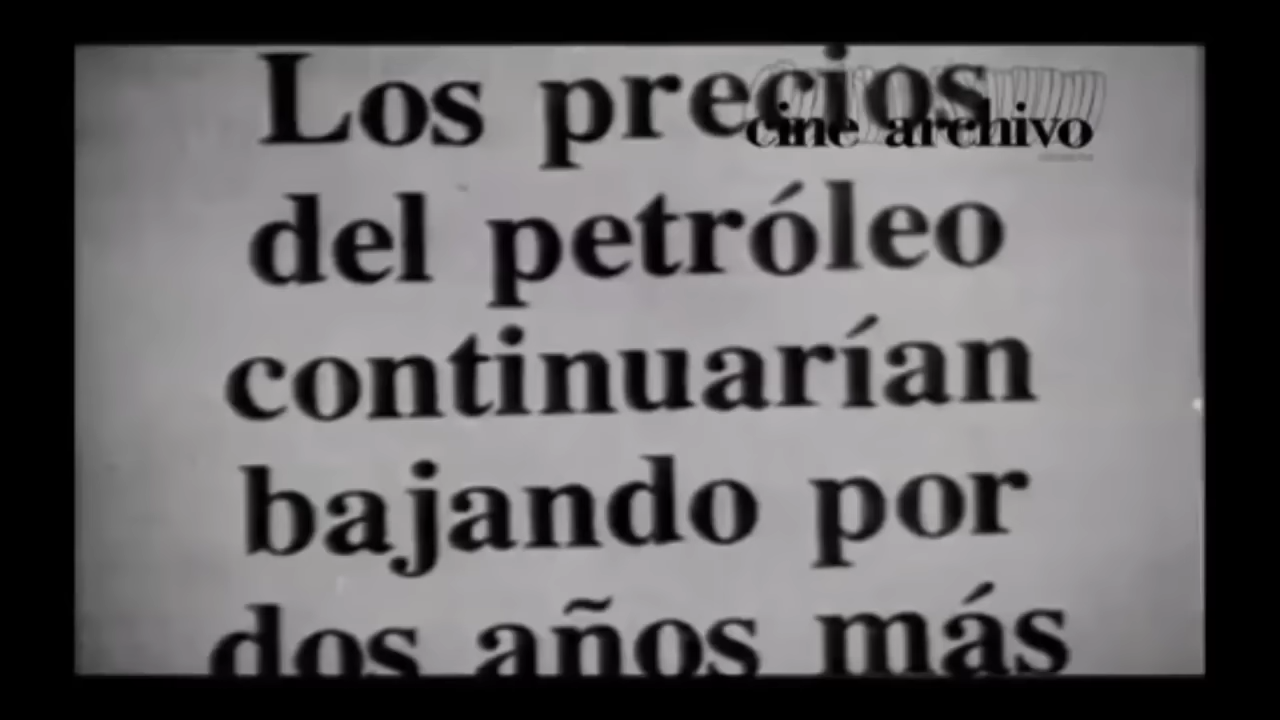 Los precios
cine archivo
del petróleo
continuarían
bajando por
dos años más